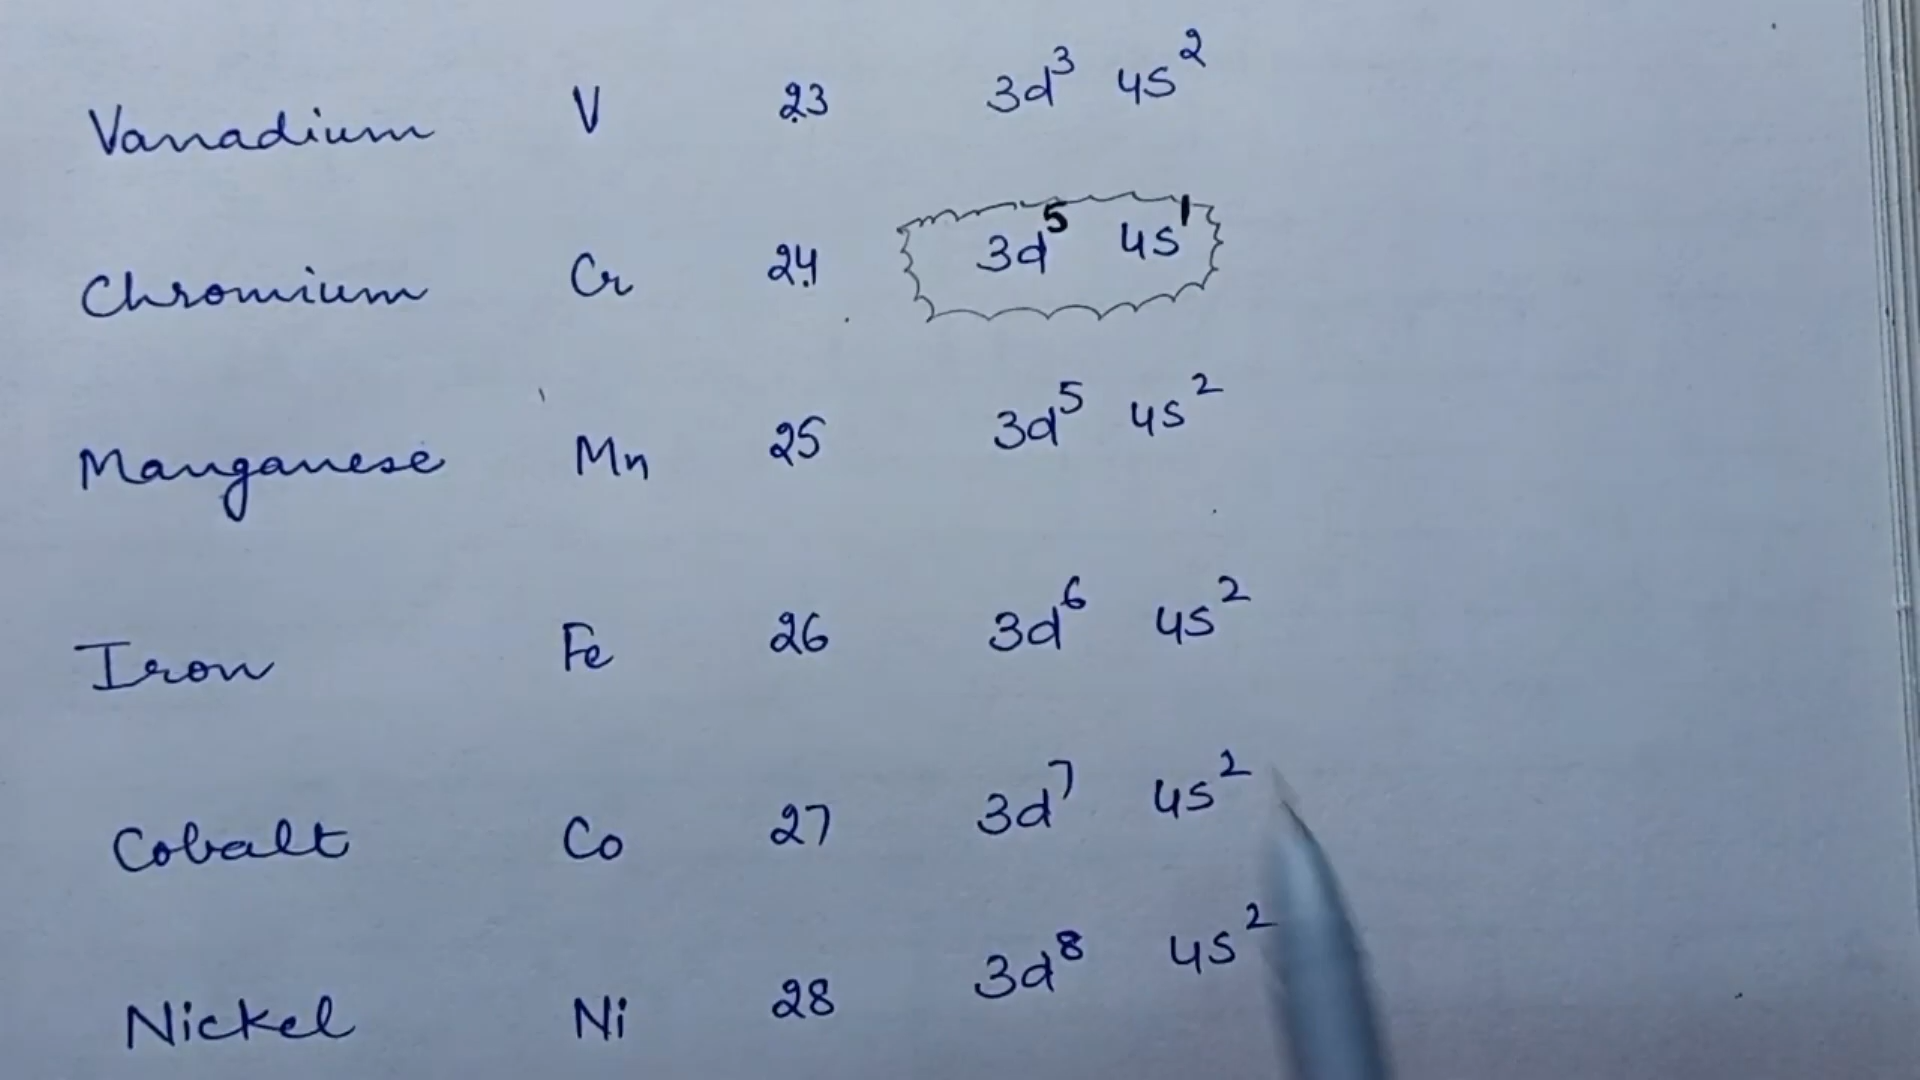 Vanadium V 23 3d³ 4s²
Chromium Cr 24 3d⁵ 4s¹
Manganese Mn 25 3d⁵ 4s²
Iron Fe 26 3d⁶ 4s²
Cobalt Co 27 3d⁷ 4s²
Nickel Ni 28 3d⁸ 4s²